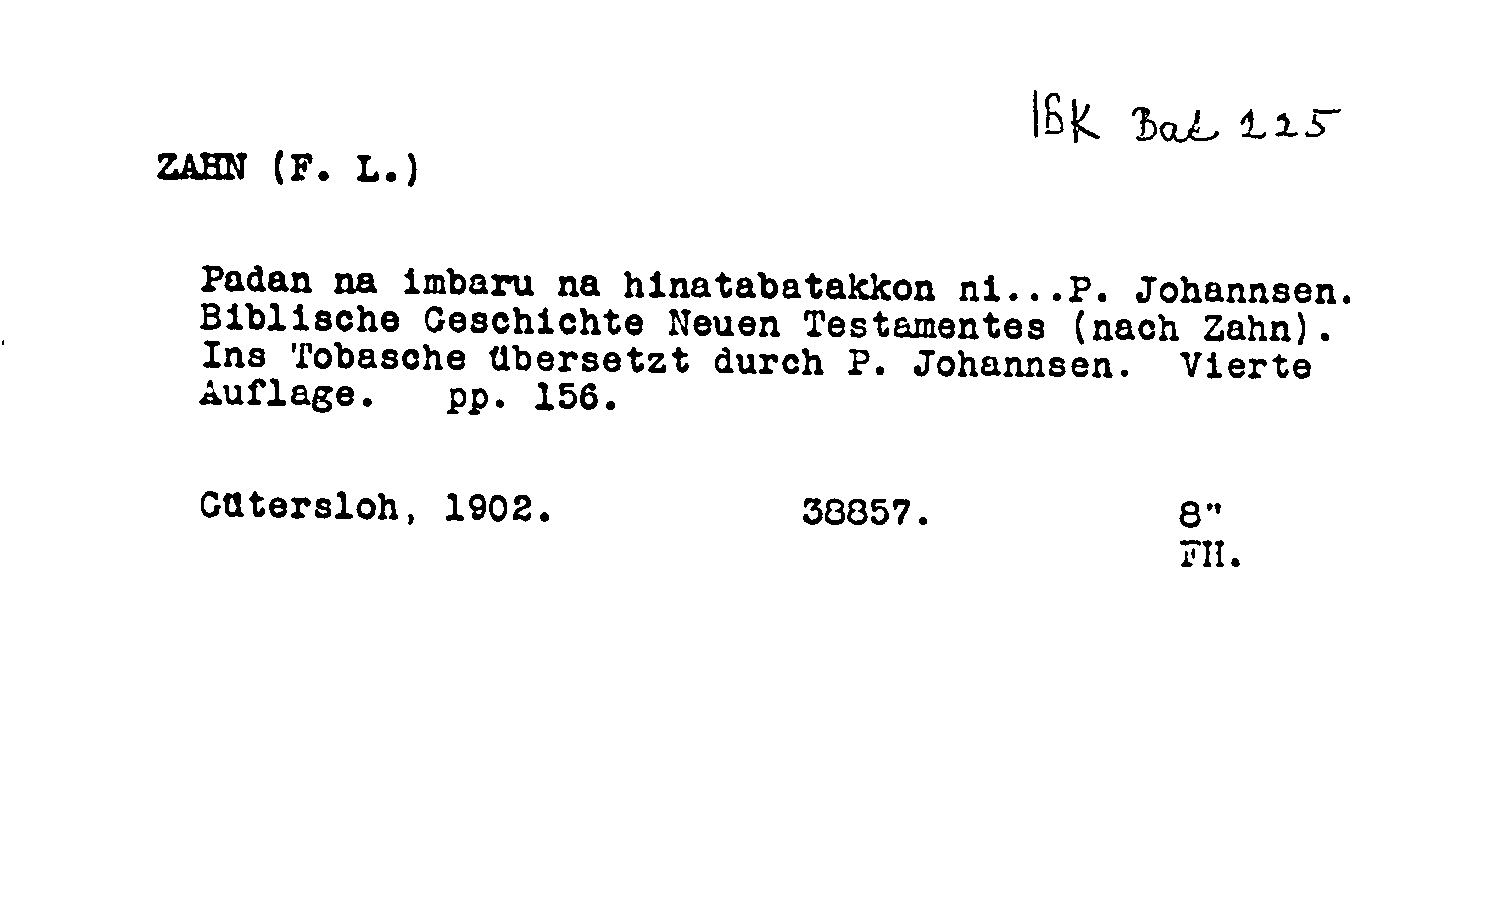 IBK Bat 225
ZAHN (F. L.)
Padan na imbaru na hinatabatakkon ni...P. Johannsen.
Biblische Geschichte Neuen Testamentes (nach Zahn).
Ins Tobasche übersetzt durch P. Johannsen. Vierte
Auflage. pp. 156.
Gütersloh, 1902. 38857. 8"
FH.